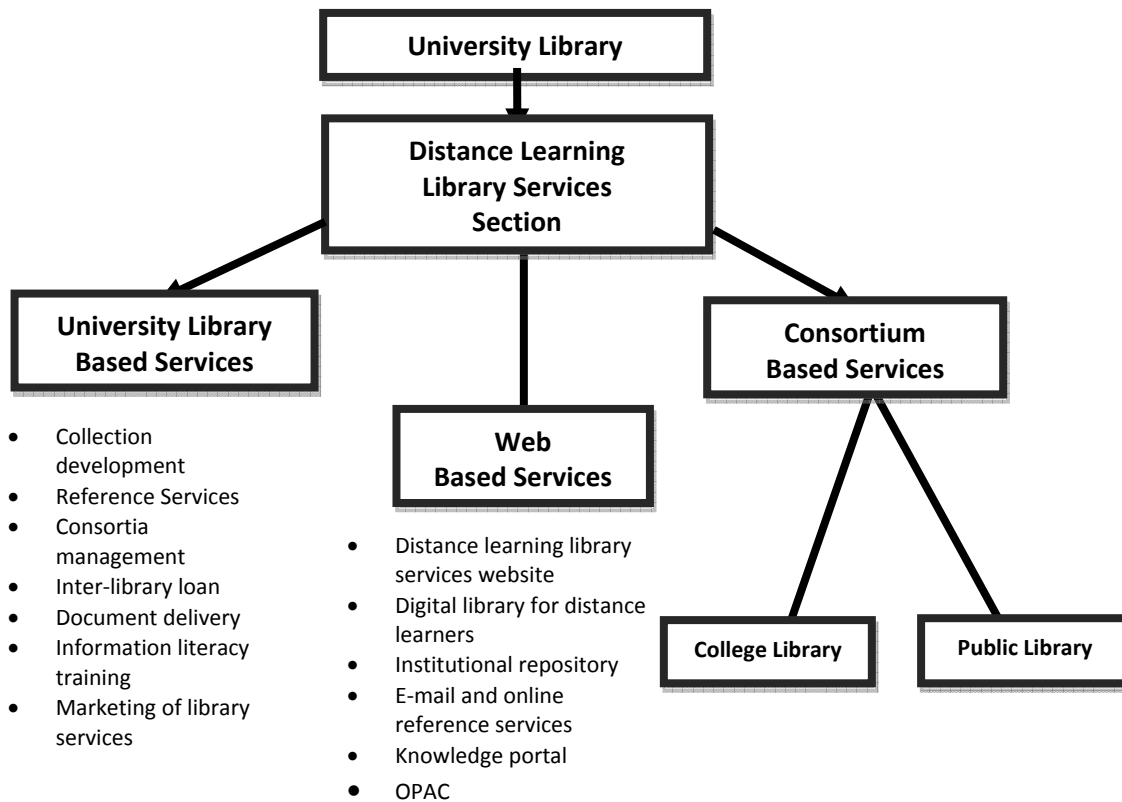 University Library
Distance Learning
Library Services
Section
University Library
Based Services
Consortium
Based Services
Web
Based Services
• Collection
development
• Reference Services
• Consortia
management
• Inter-library loan
• Document delivery
• Information literacy
training
• Marketing of library
services
• Distance learning library
services website
• Digital library for distance
learners
• Institutional repository
• E-mail and online
reference services
• Knowledge portal
• OPAC
College Library
Public Library